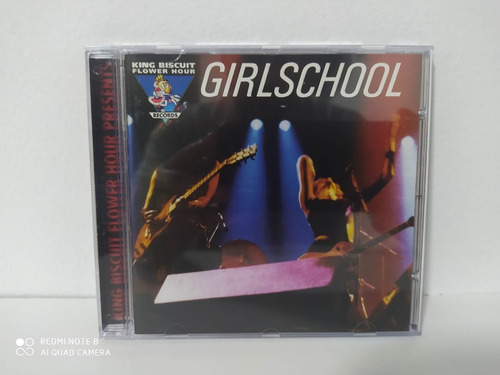 KING BISCUIT
FLOWER HOUR
RECORDS
GIRLSCHOOL
KING BISCUIT FLOWER HOUR PRESENTS
REDMI NOTE 8
AI QUAD CAMERA